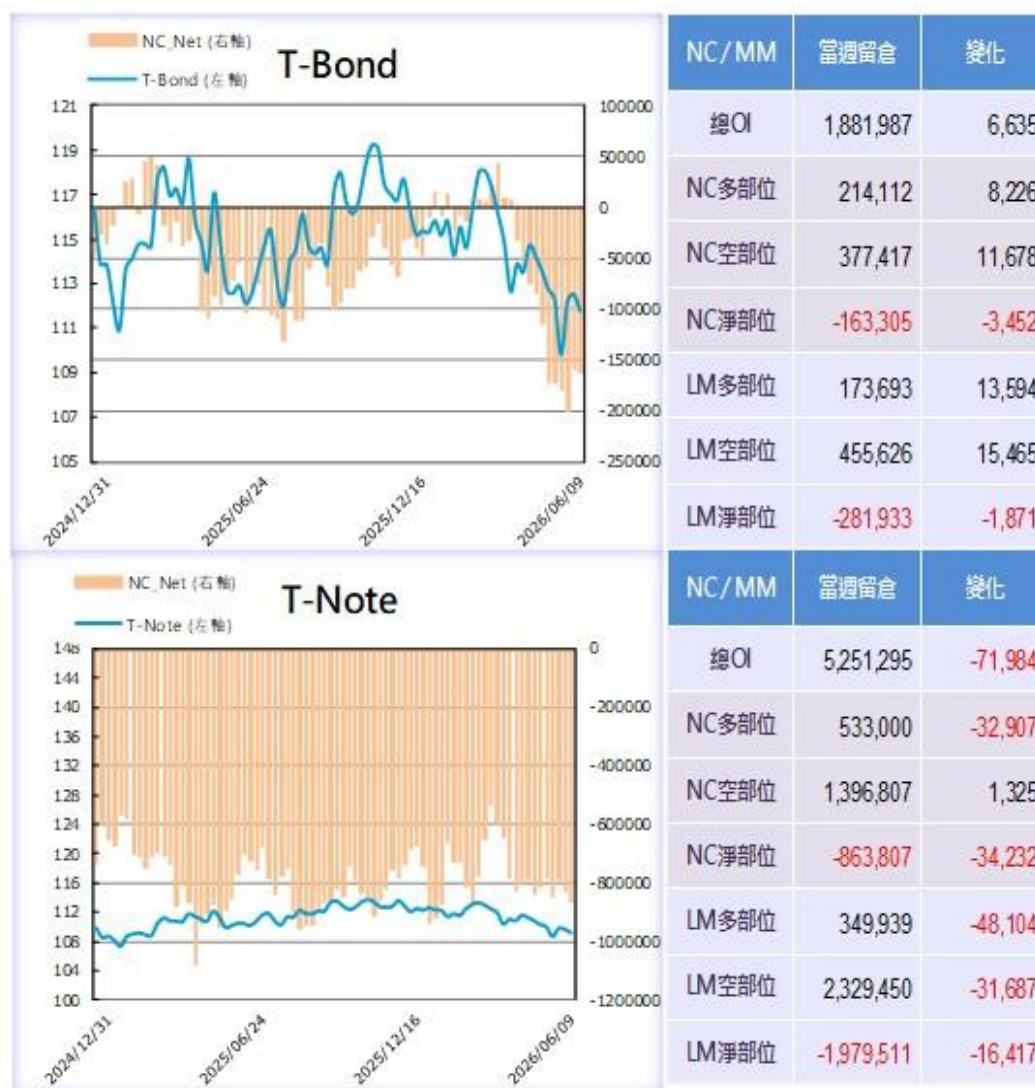 NC_Net (右軸)
T-Bond (左軸)
T-Bond
121
119
117
115
113
111
109
107
105
100000
50000
0
-50000
-100000
-150000
-200000
-250000
2024/12/31
2025/06/24
2025/12/16
2026/06/09
NC/MM 當週留倉 變化
總OI 1,881,987 6,635
NC多部位 214,112 8,226
NC空部位 377,417 11,678
NC淨部位 -163,305 -3,452
LM多部位 173,693 13,594
LM空部位 455,626 15,465
LM淨部位 -281,933 -1,871
NC_Net (右軸)
T-Note (左軸)
T-Note
148
144
140
136
132
128
124
120
116
112
108
104
100
0
-200000
-400000
-600000
-800000
-1000000
-1200000
2024/12/31
2025/06/24
2025/12/16
2026/06/09
NC/MM 當週留倉 變化
總OI 5,251,295 -71,984
NC多部位 533,000 -32,907
NC空部位 1,396,807 1,325
NC淨部位 -863,807 -34,232
LM多部位 349,939 -48,104
LM空部位 2,329,450 -31,687
LM淨部位 -1,979,511 -16,417